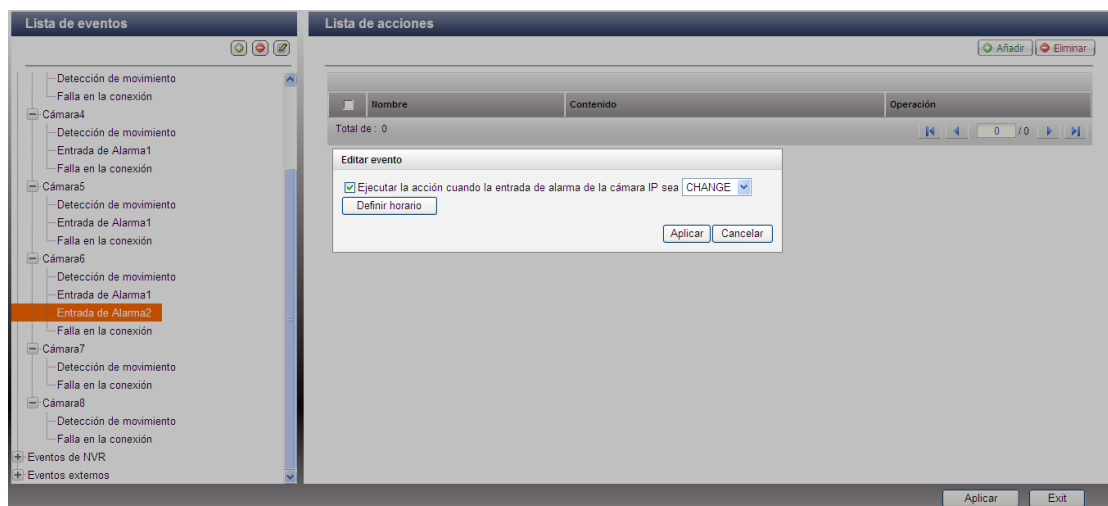 Lista de eventos
Detección de movimiento
Falla en la conexión
Cámara4
Detección de movimiento
Entrada de Alarma1
Falla en la conexión
Cámara5
Detección de movimiento
Entrada de Alarma1
Falla en la conexión
Cámara6
Detección de movimiento
Entrada de Alarma1
Entrada de Alarma2
Falla en la conexión
Cámara7
Detección de movimiento
Falla en la conexión
Cámara8
Detección de movimiento
Falla en la conexión
Eventos de NVR
Eventos externos
Lista de acciones
Añadir Eliminar
Nombre Contenido Operación
Total de : 0 0 / 0
Editar evento
Ejecutar la acción cuando la entrada de alarma de la cámara IP sea CHANGE
Definir horario
Aplicar Cancelar
Aplicar Exit